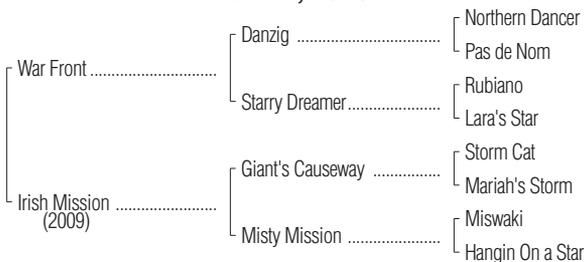 Northern Dancer
Danzig ........................................
Pas de Nom
War Front ...................................
Rubiano
Starry Dreamer..........................
Lara's Star
Storm Cat
Giant's Causeway ...................
Mariah's Storm
Irish Mission ............................
(2009)
Miswaki
Misty Mission ..........................
Hangin On a Star